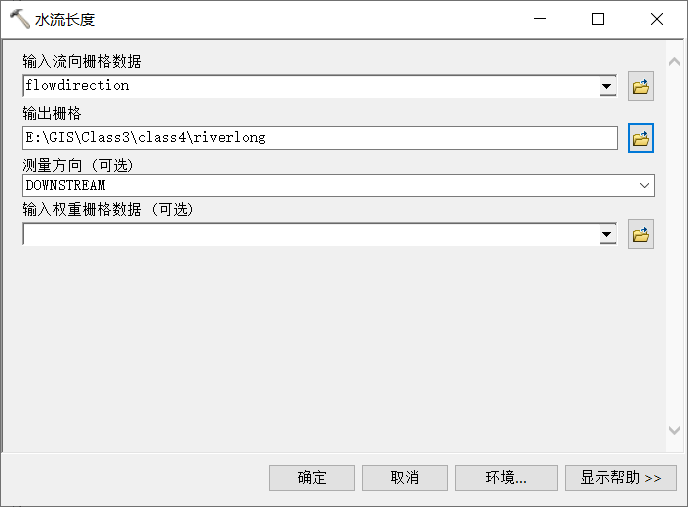 水流长度
输入流向栅格数据
flowdirection
输出栅格
E:\GIS\Class3\class4\riverlong
测量方向 (可选)
DOWNSTREAM
输入权重栅格数据 (可选)
确定 取消 环境... 显示帮助 >>